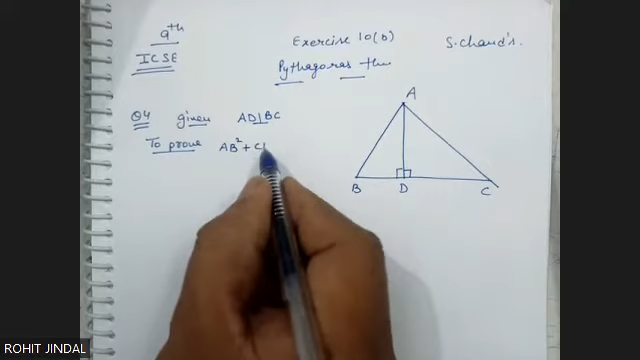 9th
ICSE
Exercise 10(B)
S. Chand's.
Pythagoras thm
Q4 given AD⊥BC
To prove AB² + C
A
B D C
ROHIT JINDAL